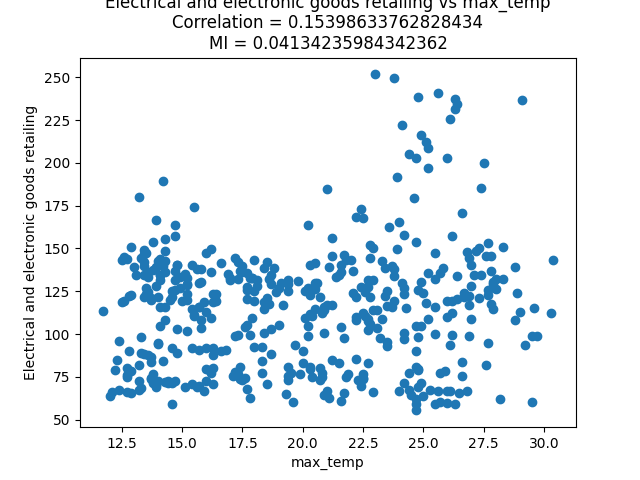 Electrical and electronic goods retailing vs max_temp
Correlation = 0.15398633762828434
MI = 0.04134235984342362
Electrical and electronic goods retailing
250
225
200
175
150
125
100
75
50
12.5 15.0 17.5 20.0 22.5 25.0 27.5 30.0
max_temp